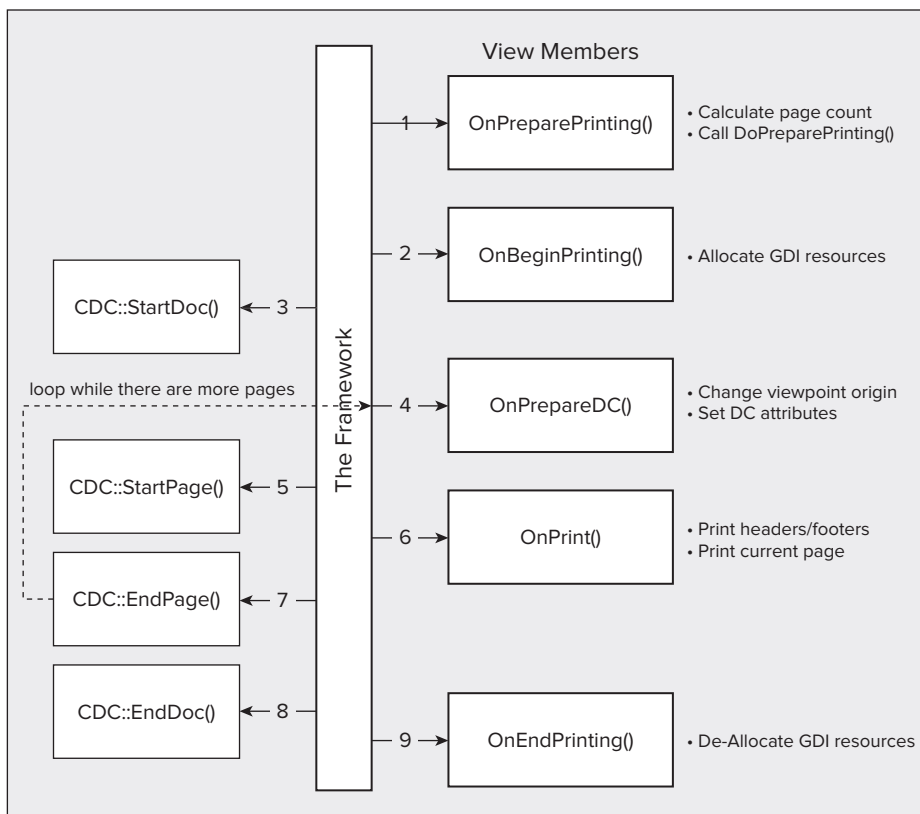 View Members
1
OnPreparePrinting()
• Calculate page count
• Call DoPreparePrinting()
2
OnBeginPrinting()
• Allocate GDI resources
CDC::StartDoc()
3
The Framework
loop while there are more pages
4
OnPrepareDC()
• Change viewpoint origin
• Set DC attributes
CDC::StartPage()
5
6
OnPrint()
• Print headers/footers
• Print current page
CDC::EndPage()
7
CDC::EndDoc()
8
9
OnEndPrinting()
• De-Allocate GDI resources